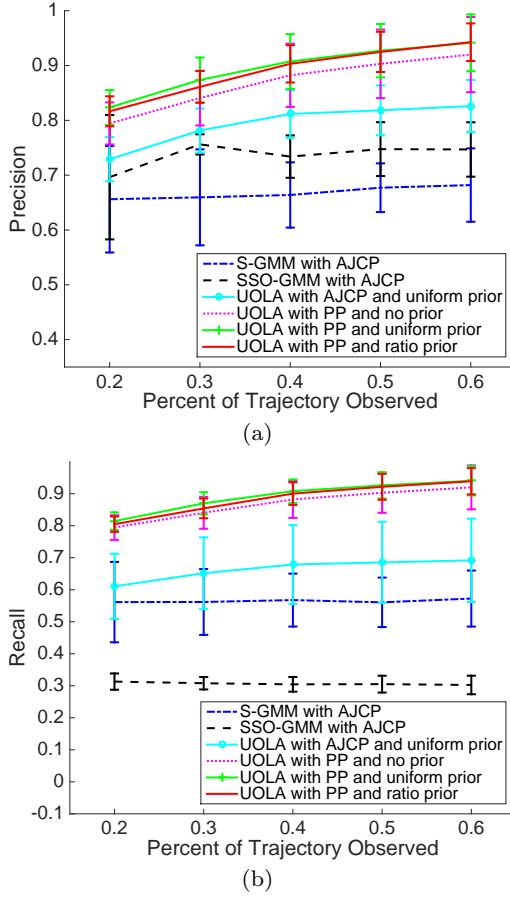 1
0.9
0.8
0.7
0.6
0.5
0.4
Precision
S-GMM with AJCP
SSO-GMM with AJCP
UOLA with AJCP and uniform prior
UOLA with PP and no prior
UOLA with PP and uniform prior
UOLA with PP and ratio prior
0.2 0.3 0.4 0.5 0.6
Percent of Trajectory Observed
(a)
0.9
0.8
0.7
0.6
0.5
0.4
0.3
0.2
0.1
0
-0.1
Recall
S-GMM with AJCP
SSO-GMM with AJCP
UOLA with AJCP and uniform prior
UOLA with PP and no prior
UOLA with PP and uniform prior
UOLA with PP and ratio prior
0.2 0.3 0.4 0.5 0.6
Percent of Trajectory Observed
(b)